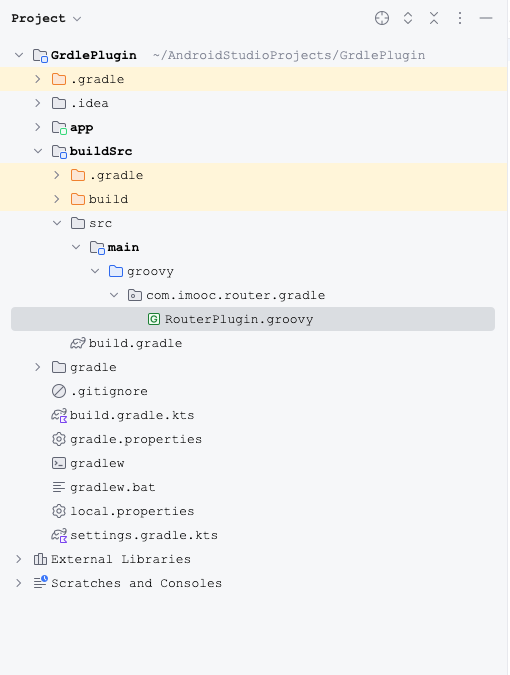 Project
GrdlePlugin ~/AndroidStudioProjects/GrdlePlugin
.gradle
.idea
app
buildSrc
.gradle
build
src
main
groovy
com.imooc.router.gradle
G RouterPlugin.groovy
build.gradle
gradle
.gitignore
build.gradle.kts
gradle.properties
gradlew
gradlew.bat
local.properties
settings.gradle.kts
External Libraries
Scratches and Consoles